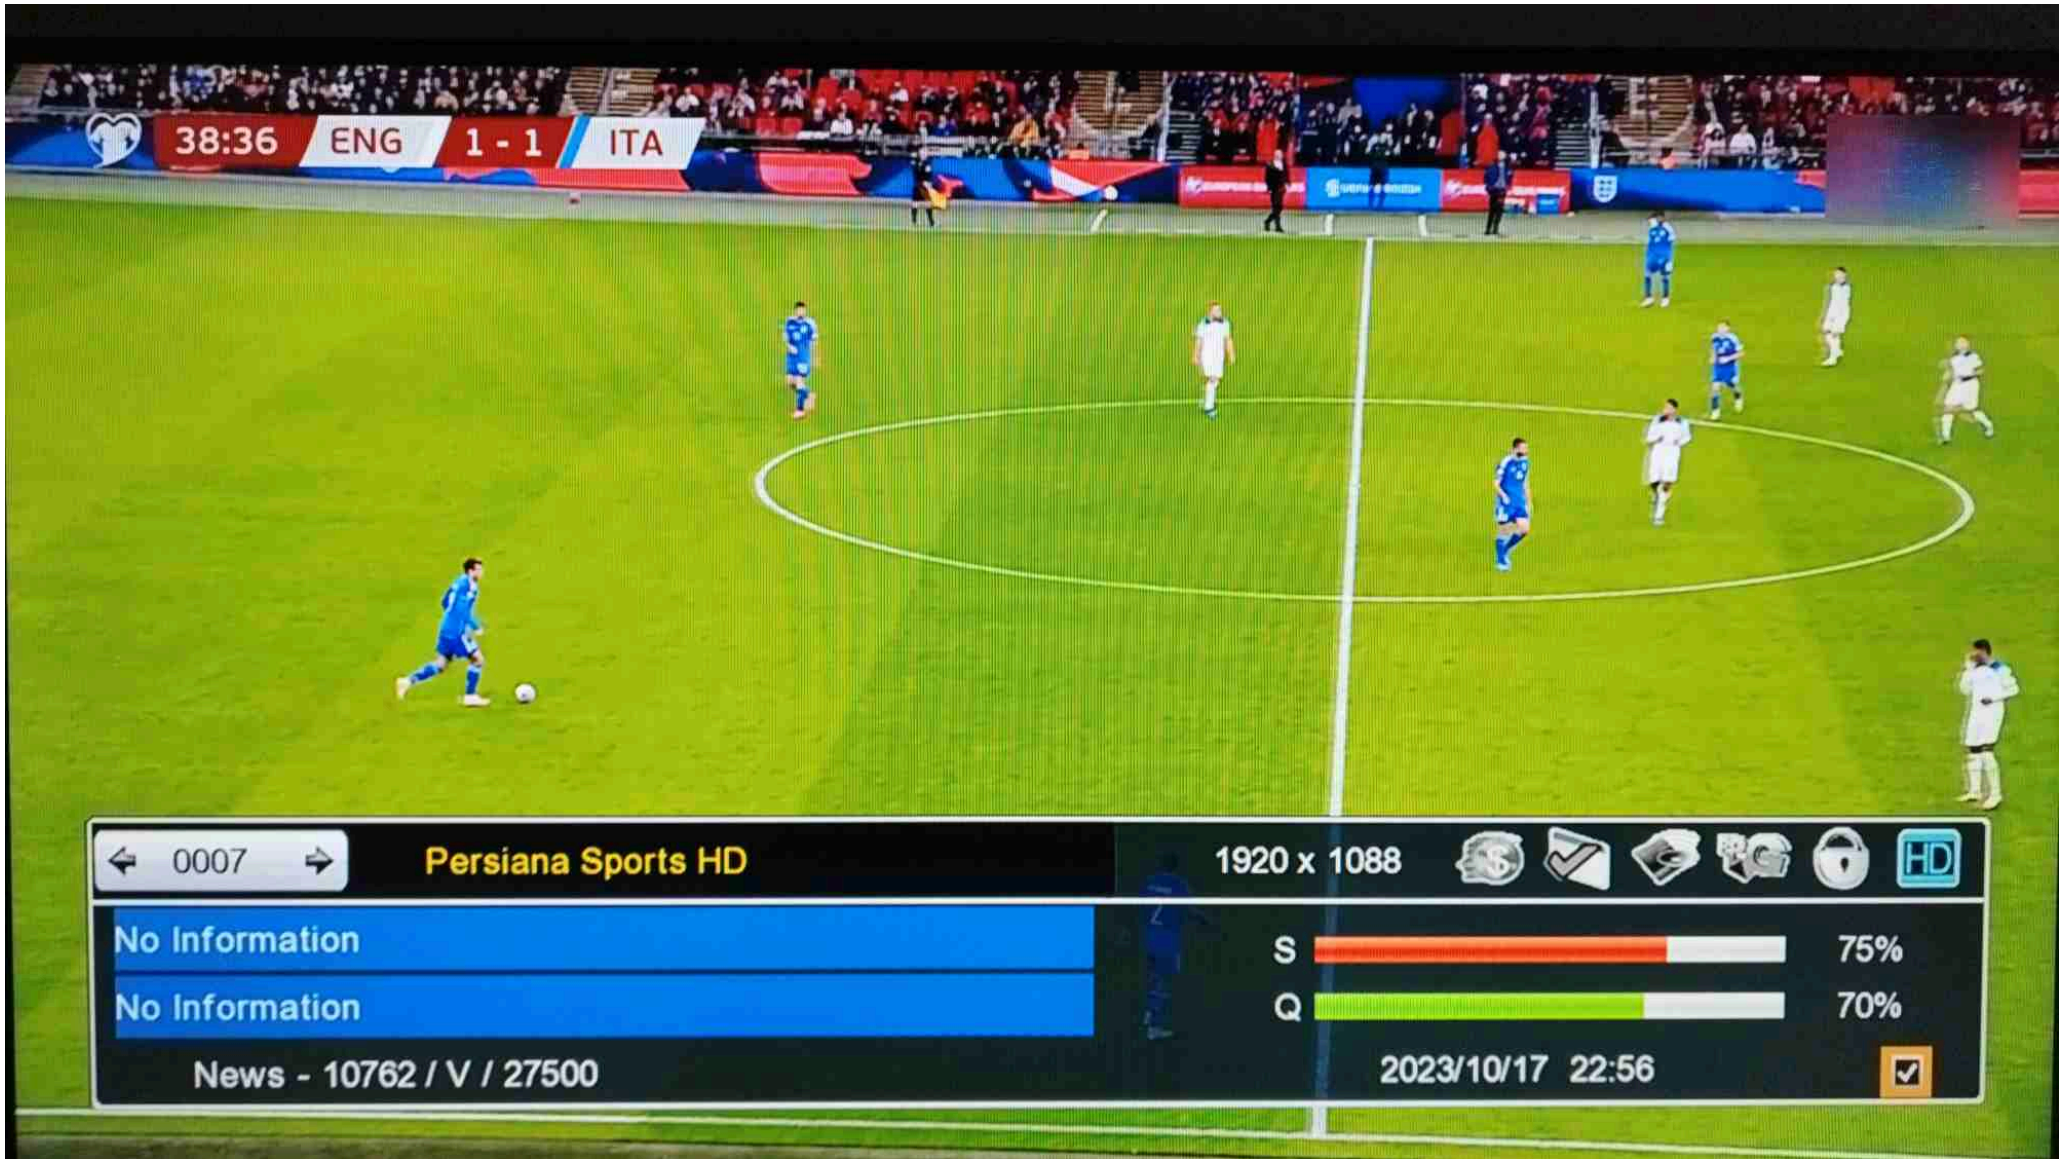 38:36 ENG 1 - 1 ITA
0007 Persiana Sports HD 1920 x 1088 HD
No Information
S 75%
No Information
Q 70%
News - 10762 / V / 27500 2023/10/17 22:56